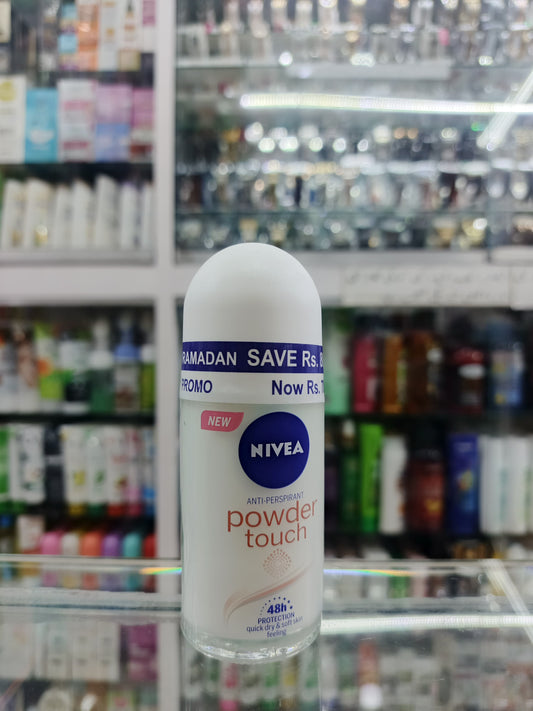 RAMADAN SAVE Rs.
PROMO Now Rs.
NEW
NIVEA
ANTI-PERSPIRANT
powder
touch
48h
PROTECTION
quick dry & soft skin
feeling